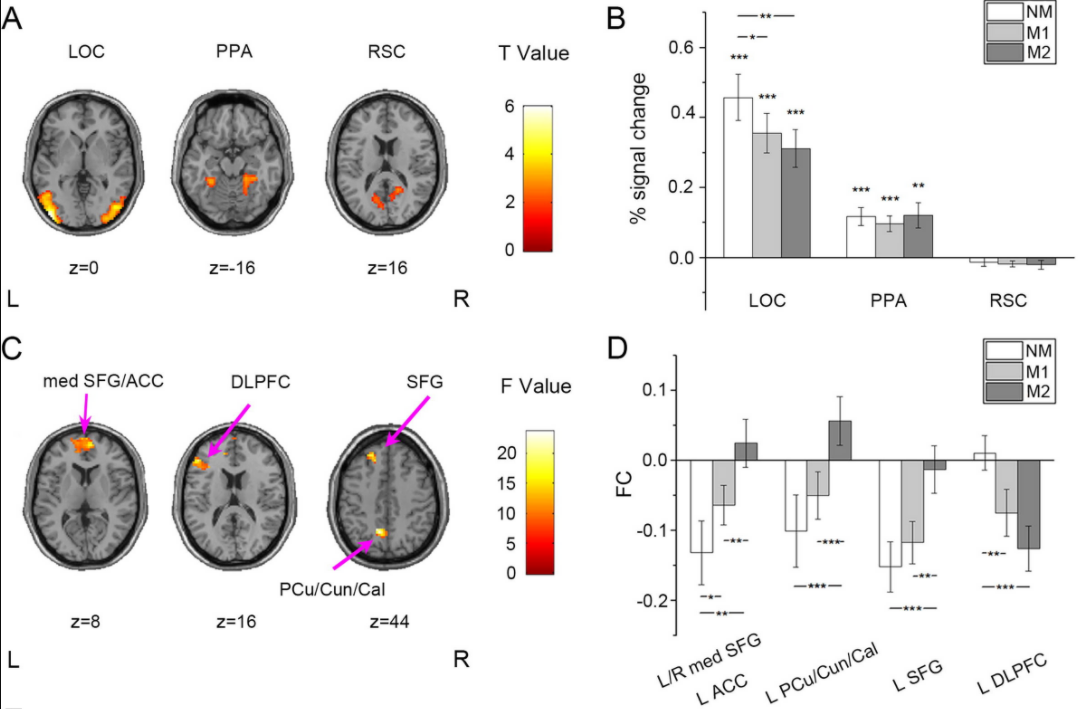 A
LOC PPA RSC T Value
6
4
2
0
z=0 z=-16 z=16
L R
B
NM
M1
M2
% signal change
0.6
0.4
0.2
0.0
** 
*
*** *** ***
*** *** **
LOC PPA RSC
C
med SFG/ACC DLPFC SFG F Value
20
15
10
5
0
PCu/Cun/Cal
z=8 z=16 z=44
L R
D
NM
M1
M2
FC
0.1
0.0
-0.1
-0.2
** *** ** **
* *** *** ***
**
L/R med SFG
L ACC
L PCu/Cun/Cal
L SFG
L DLPFC